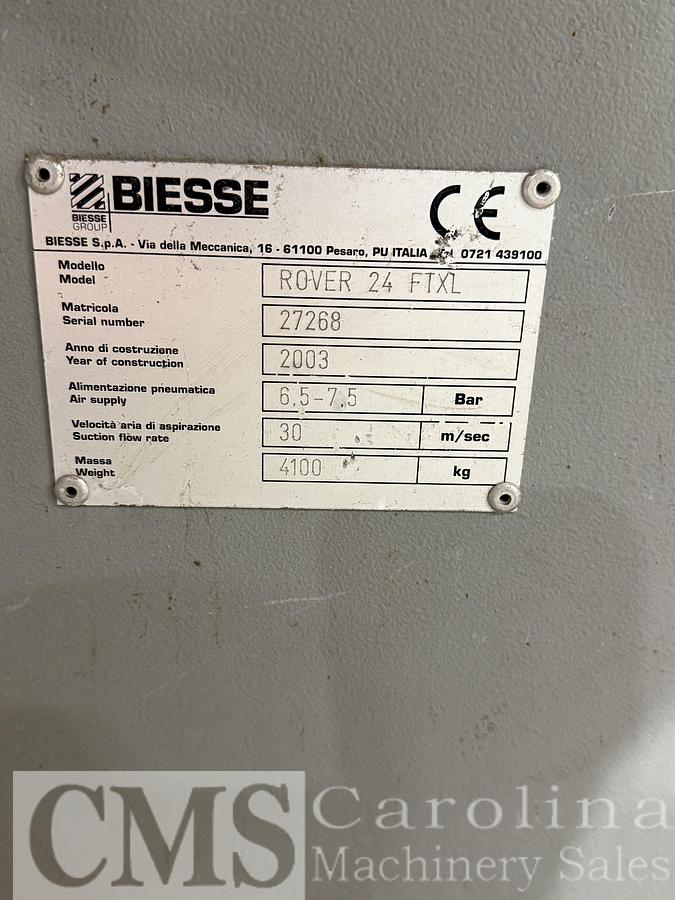 BIESSE
BIESSE
GROUP
CE
BIESSE S.p.A. - Via della Meccanica, 16 - 61100 Pesaro, PU ITALIA 0721 439100
Modello
Model
ROVER 24 FTXL
Matricola
Serial number
27268
Anno di costruzione
Year of construction
2003
Alimentazione pneumatica
Air supply
6,5-7,5
Bar
Velocità aria di aspirazione
Suction flow rate
30
m/sec
Massa
Weight
4100
kg
CMS Carolina
Machinery Sales